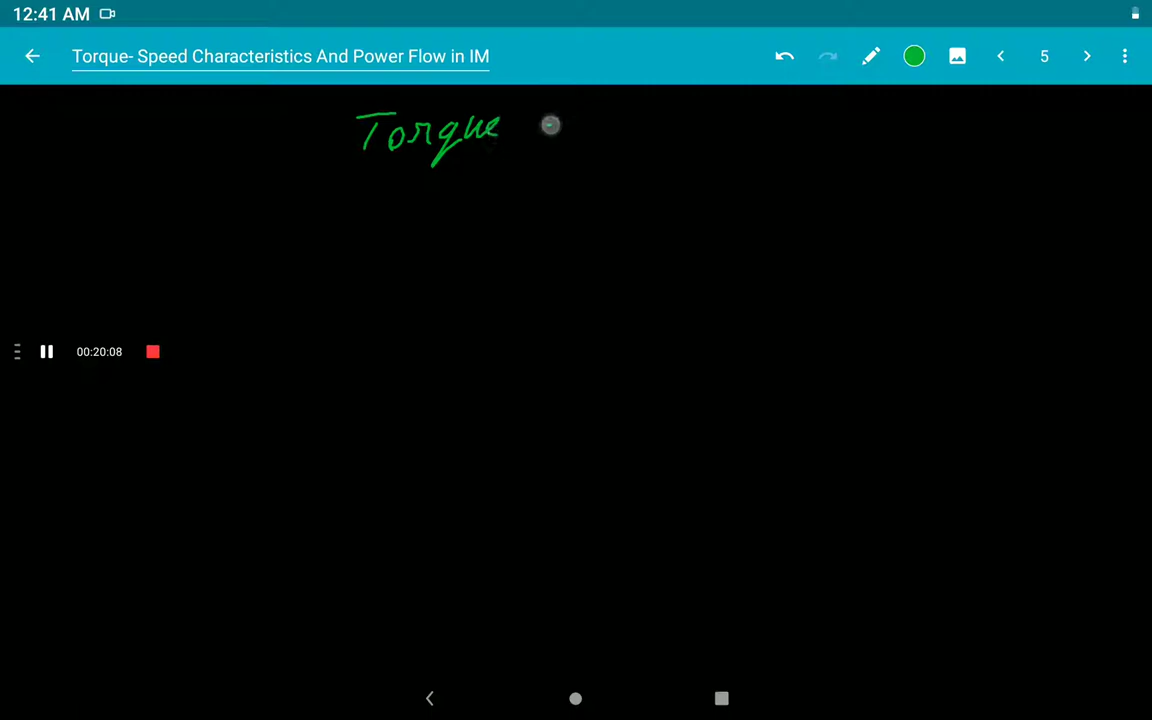 12:41 AM
Torque- Speed Characteristics And Power Flow in IM
5
Torque -
00:20:08